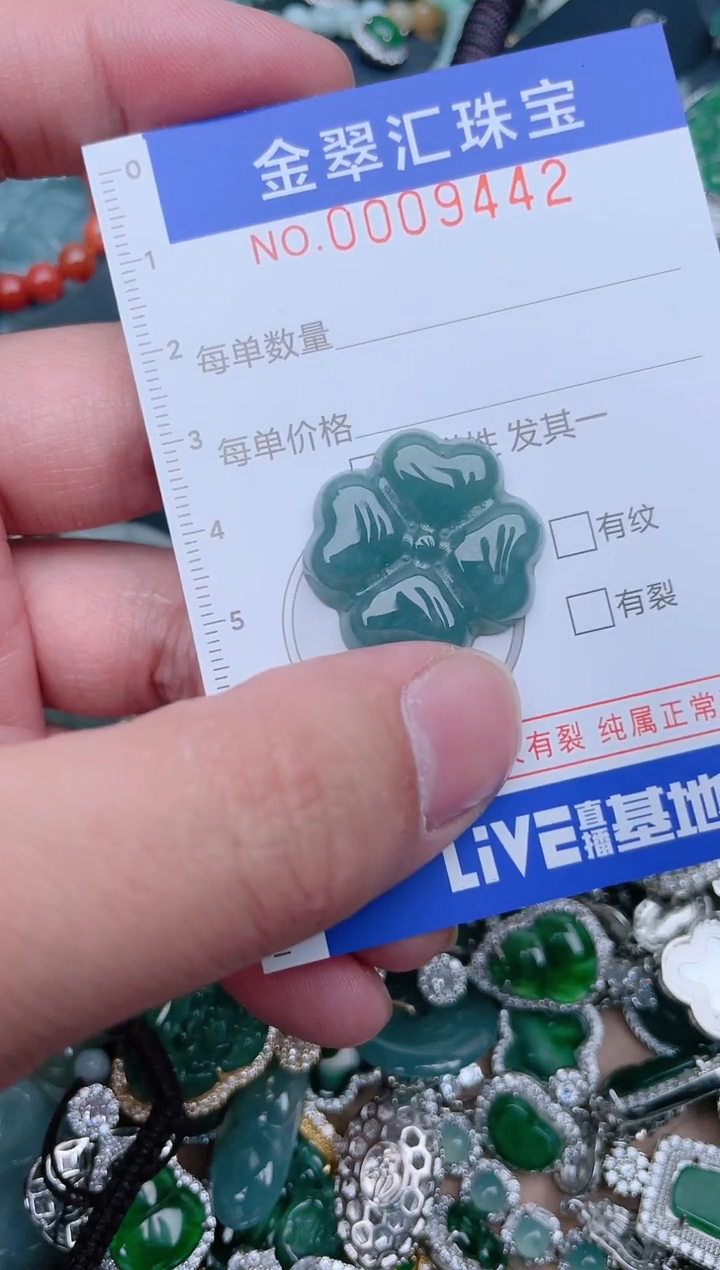 金翠汇珠宝
NO.0009442
0
1
2
3
4
5
每单数量
每单价格
性 发其一
有纹
有裂
有裂 纯属正常
LiVE直播基地